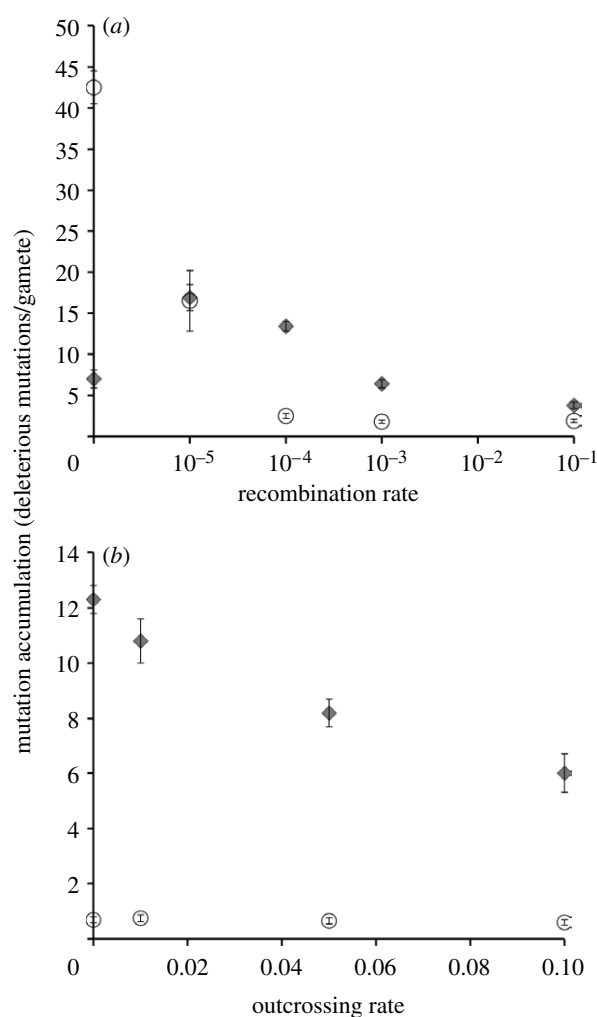 mutation accumulation (deleterious mutations/gamete)
(a)
50
45
40
35
30
25
20
15
10
5
0 10⁻⁵ 10⁻⁴ 10⁻³ 10⁻² 10⁻¹
recombination rate
(b)
14
12
10
8
6
4
2
0 0.02 0.04 0.06 0.08 0.10
outcrossing rate